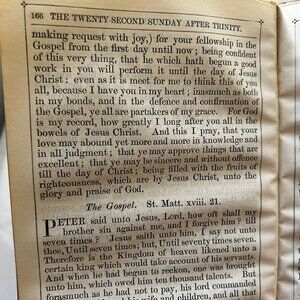 166 THE TWENTY-SECOND SUNDAY AFTER TRINITY.
making request with joy,) for your fellowship in the
Gospel from the first day until now; being confident
of this very thing, that he which hath begun a good
work in you will perform it until the day of Jesus
Christ; even as it is meet for me to think this of you
all, because I have you in my heart; inasmuch as both
in my bonds, and in the defence and confirmation of
the Gospel, ye all are partakers of my grace. For God
is my record, how greatly I long after you all in the
bowels of Jesus Christ. And this I pray, that your
love may abound yet more and more in knowledge and
in all judgment; that ye may approve things that are
excellent; that ye may be sincere and without offence
till the day of Christ; being filled with the fruits of
righteousness, which are by Jesus Christ, unto the
glory and praise of God.
The Gospel. St. Matt. xviii. 21.
PETER said unto Jesus, Lord, how oft shall my
brother sin against me, and I forgive him? till
seven times? Jesus saith unto him, I say not unto
thee, Until seven times; but, Until seventy times seven.
Therefore is the Kingdom of heaven likened unto a
certain king which would take account of his servants.
And when he had begun to reckon, one was brought
unto him, which owed him ten thousand talents. But
forasmuch as he had not to pay, his lord commanded
his wife and children, and all that